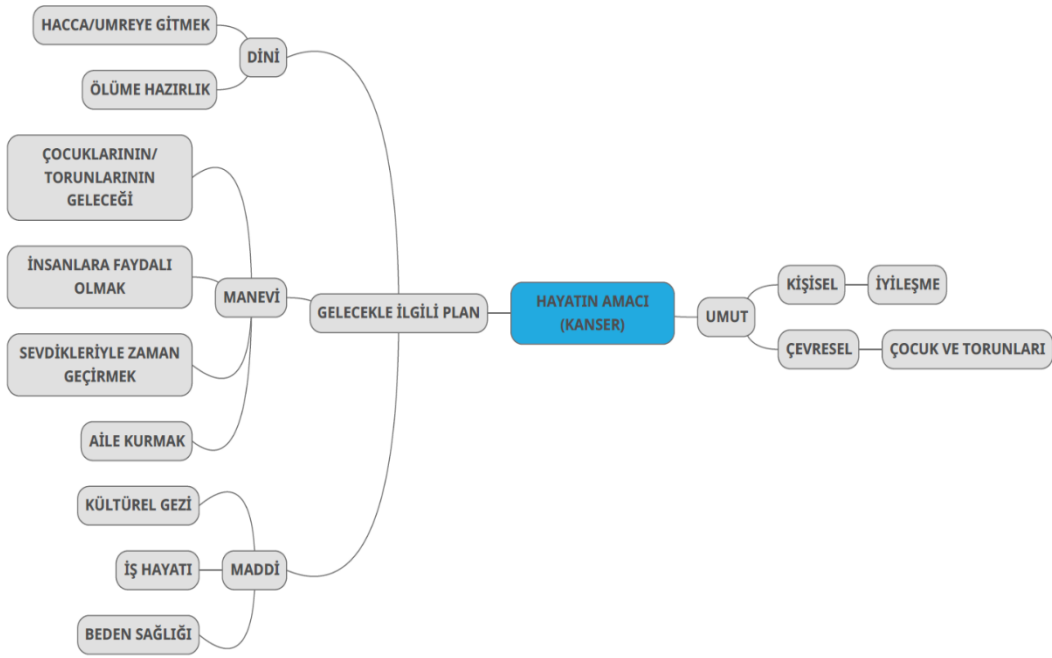 HACCA/UMREYE GİTMEK
DİNİ
ÖLÜME HAZIRLIK
ÇOCUKLARININ/
TORUNLARININ
GELECEĞİ
İNSANLARA FAYDALI
OLMAK
MANEVİ
SEVDİKLERİYLE ZAMAN
GEÇİRMEK
AİLE KURMAK
KÜLTÜREL GEZİ
İŞ HAYATI
MADDİ
BEDEN SAĞLIĞI
GELECEKLE İLGİLİ PLAN
HAYATIN AMACI
(KANSER)
UMUT
KİŞİSEL
İYİLEŞME
ÇEVRESEL
ÇOCUK VE TORUNLARI